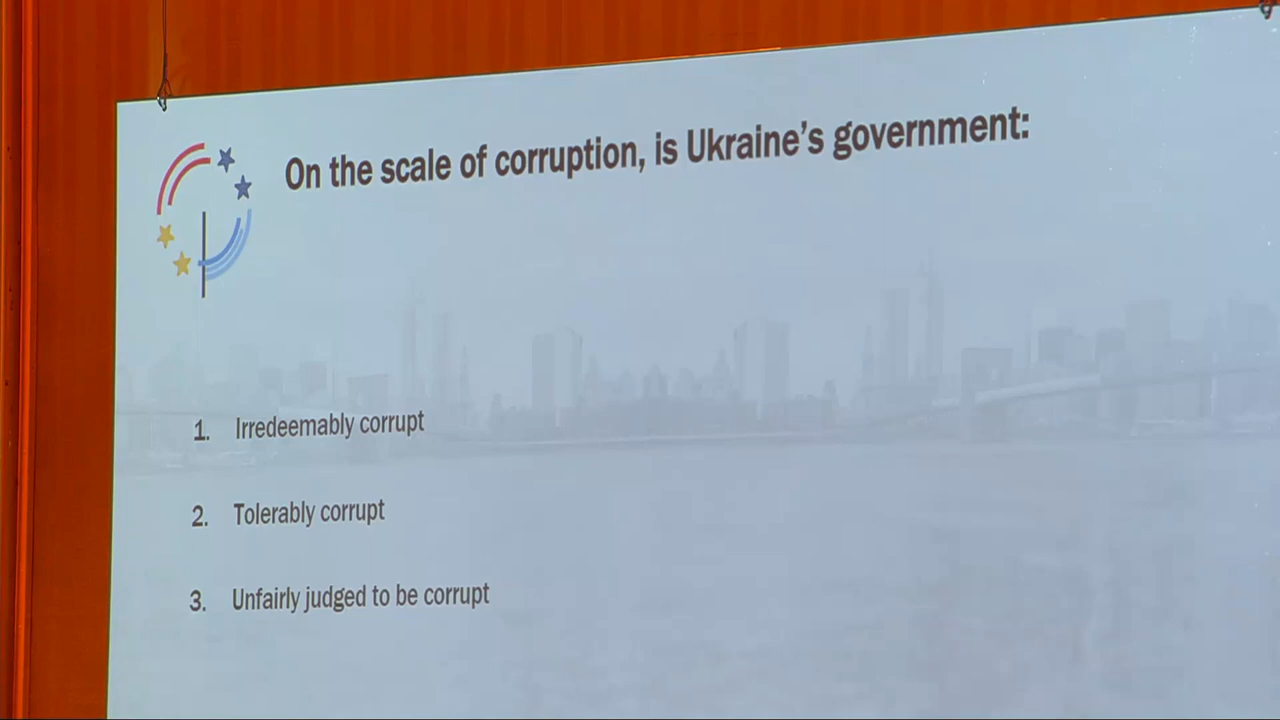 On the scale of corruption, is Ukraine’s government:
1. Irredeemably corrupt
2. Tolerably corrupt
3. Unfairly judged to be corrupt